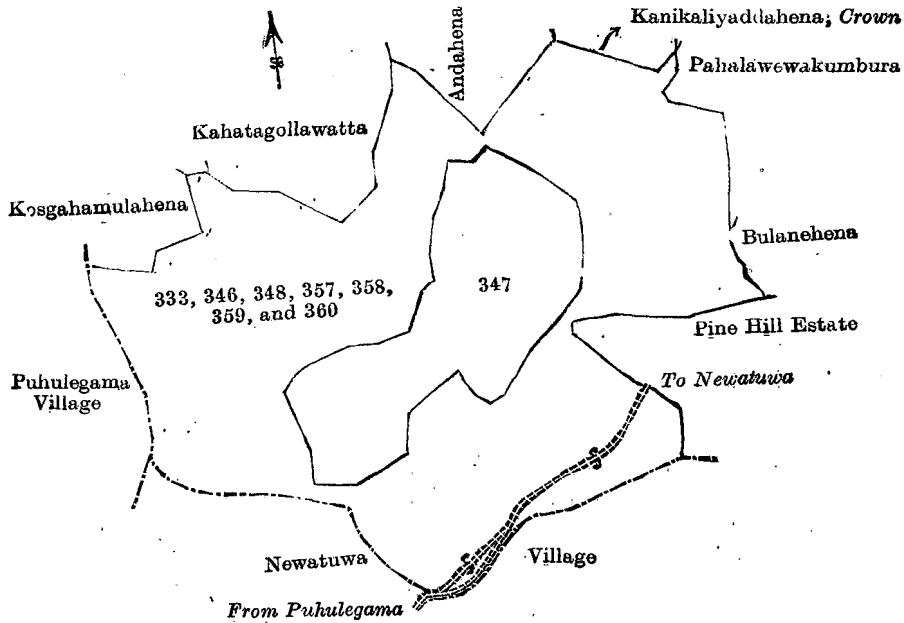 Kanikaliyaddahena; Crown
Andahena
Pahalawewakumbura
Kahatagollawatta
Kosgahamulahena
Bulanehena
333, 346, 348, 357, 358,
359, and 360
347
Pine Hill Estate
Puhulegama
Village
To Newatuwa
Newatuwa
Village
From Puhulegama